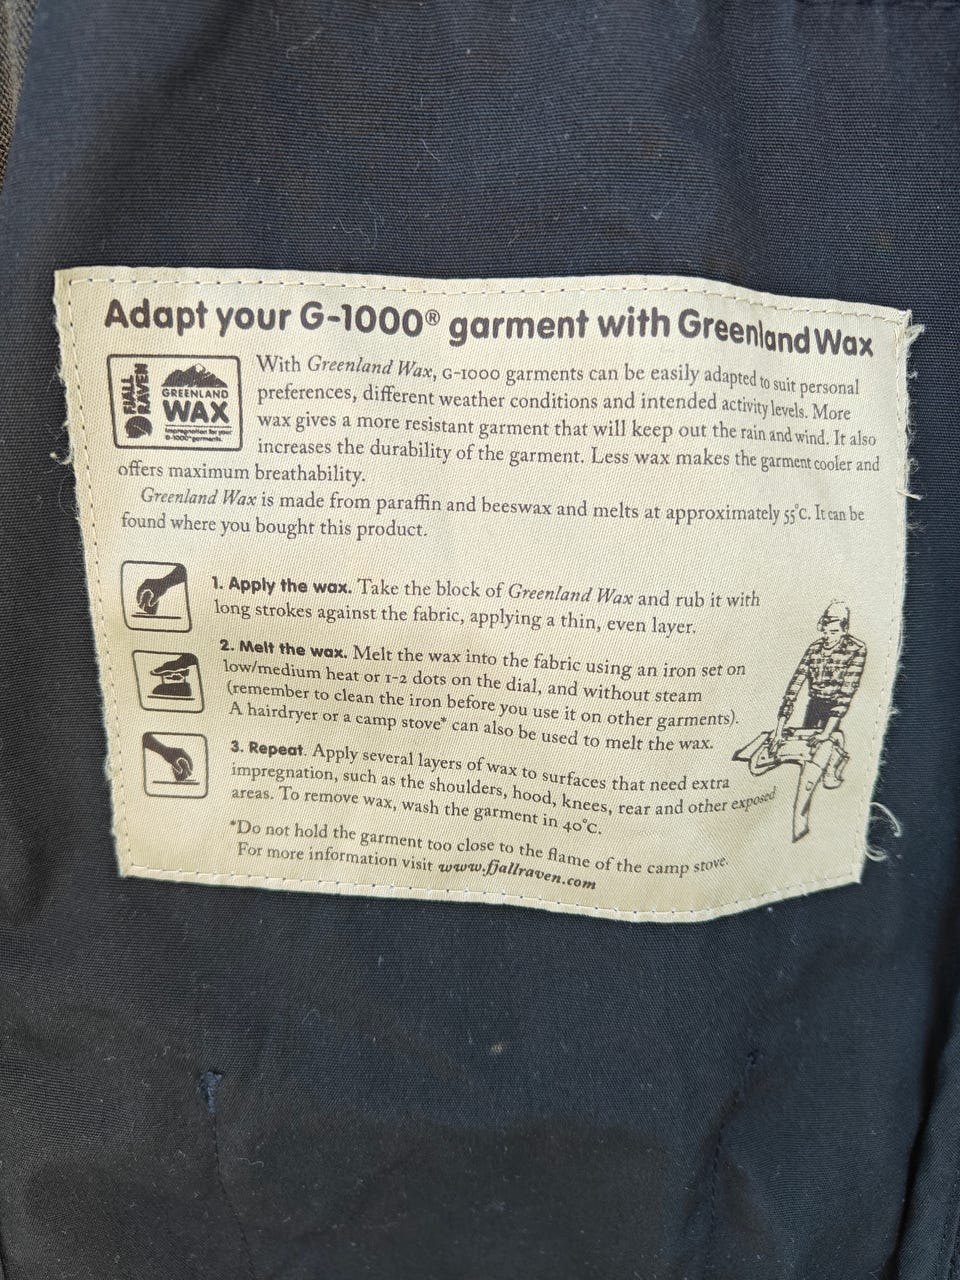 Adapt your G-1000® garment with Greenland Wax
FJALL
RAVEN
GREENLAND
WAX
Impregnation for your
G-1000® garments.
With Greenland Wax, G-1000 garments can be easily adapted to suit personal
preferences, different weather conditions and intended activity levels. More
wax gives a more resistant garment that will keep out the rain and wind. It also
increases the durability of the garment. Less wax makes the garment cooler and
offers maximum breathability.
Greenland Wax is made from paraffin and beeswax and melts at approximately 55°C. It can be
found where you bought this product.
1. Apply the wax. Take the block of Greenland Wax and rub it with
long strokes against the fabric, applying a thin, even layer.
2. Melt the wax. Melt the wax into the fabric using an iron set on
low/medium heat or 1-2 dots on the dial, and without steam
(remember to clean the iron before you use it on other garments).
A hairdryer or a camp stove* can also be used to melt the wax.
3. Repeat. Apply several layers of wax to surfaces that need extra
impregnation, such as the shoulders, hood, knees, rear and other exposed
areas. To remove wax, wash the garment in 40°C.
*Do not hold the garment too close to the flame of the camp stove.
For more information visit www.fjallraven.com